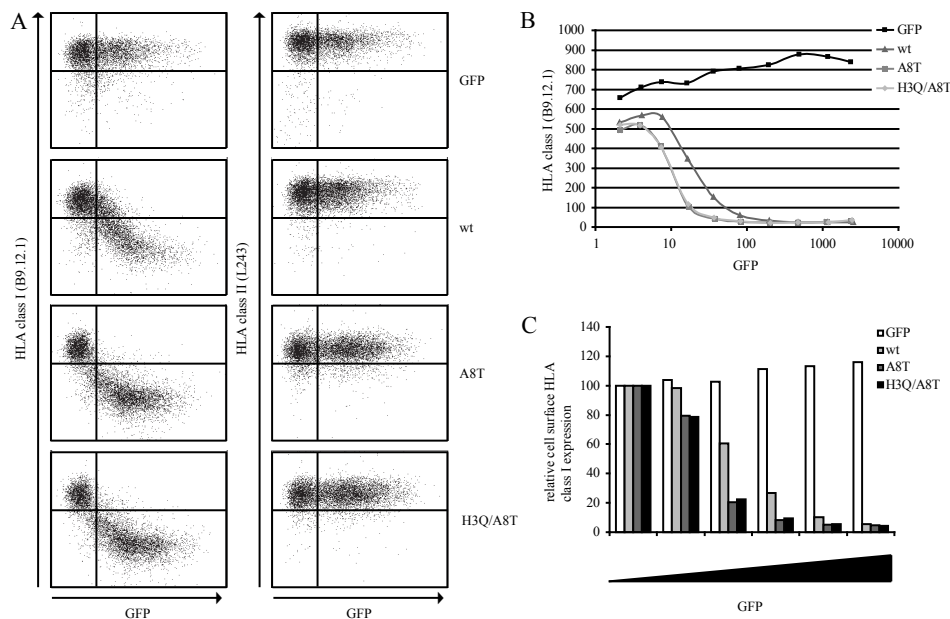 A
HLA class I (B9.12.1)
HLA class II (L243)
GFP
wt
A8T
H3Q/A8T
GFP
GFP
B
GFP
wt
A8T
H3Q/A8T
HLA class I (B9.12.1)
1000
900
800
700
600
500
400
300
200
100
0
1
10
100
1000
10000
GFP
C
GFP
wt
A8T
H3Q/A8T
relative cell surface HLA
class I expression
140
120
100
80
60
40
20
0
GFP